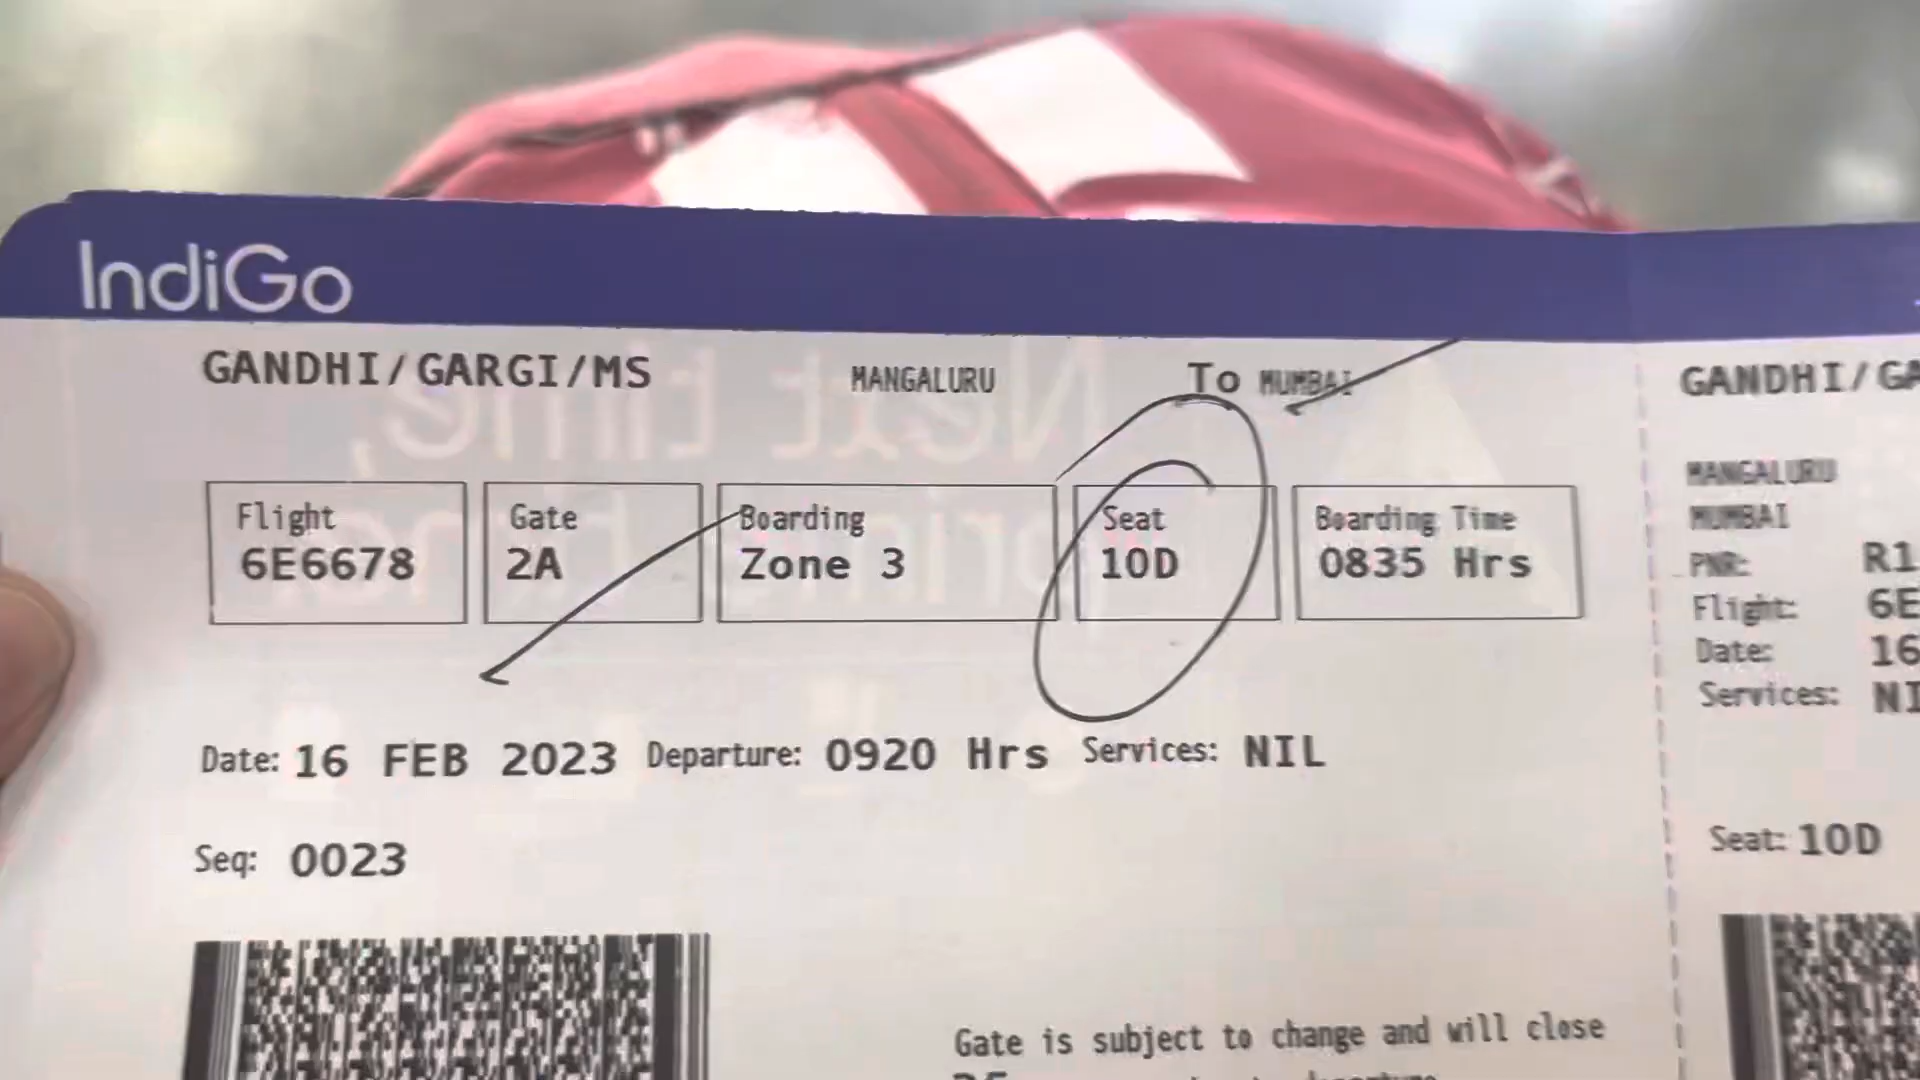 IndiGo
GANDHI/GARGI/MS MANGALURU To MUMBAI
Flight Gate Boarding Seat Boarding Time
6E6678 2A Zone 3 10D 0835 Hrs
Date: 16 FEB 2023 Departure: 0920 Hrs Services: NIL
Seq: 0023
Gate is subject to change and will close
departure
GANDHI/GA
MANGALURU
MUMBAI
PNR: R1
Flight: 6E
Date: 16
Services: NI
Seat: 10D